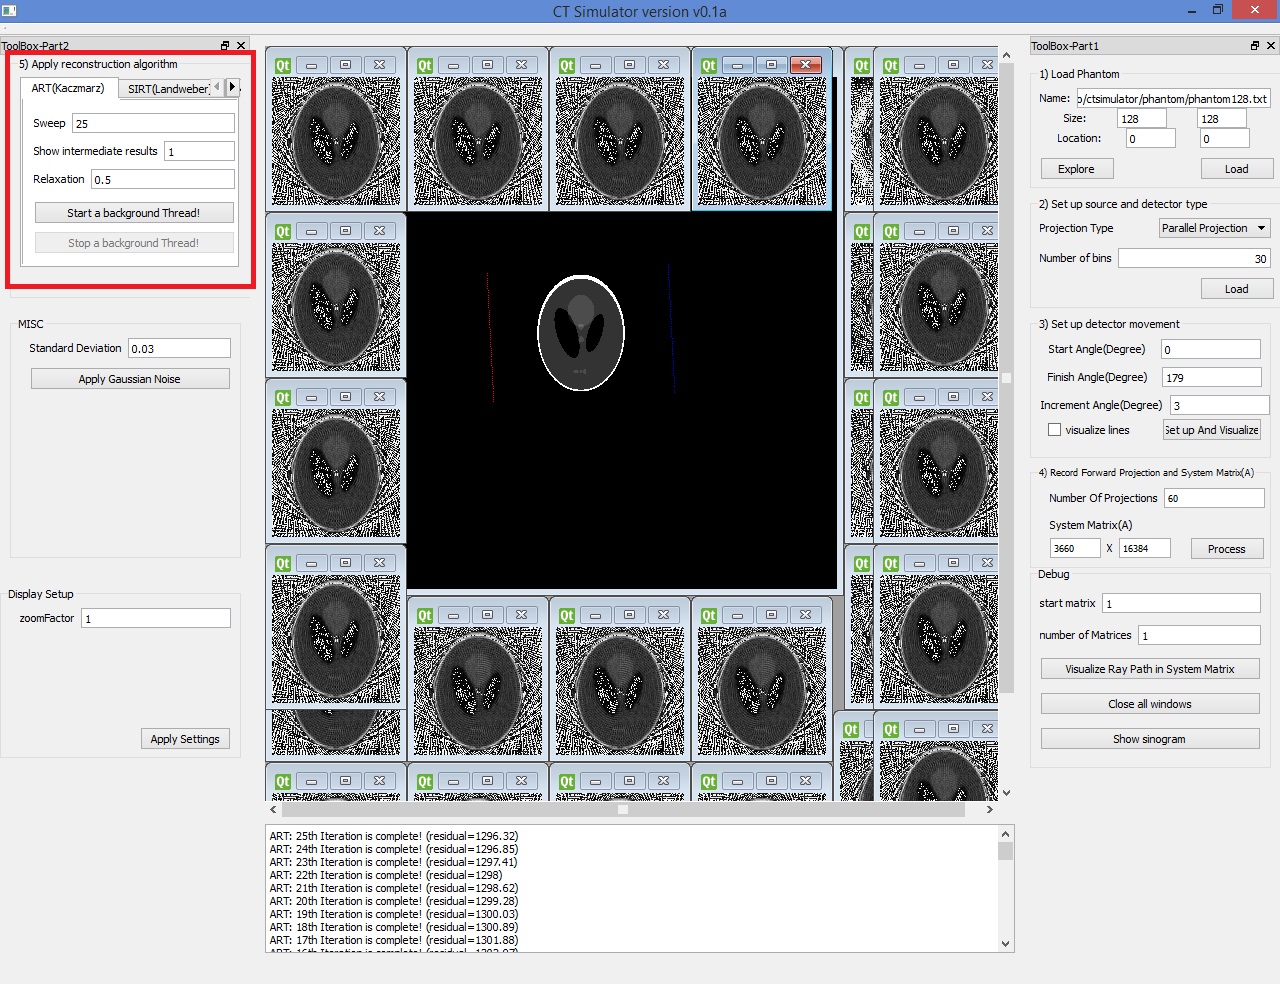 CT Simulator version v0.1a
ToolBox-Part2
5) Apply reconstruction algorithm
ART(Kaczmarz)
SIRT(Landweber)
Sweep
25
Show intermediate results
1
Relaxation
0.5
Start a background Thread!
Stop a background Thread!
MISC
Standard Deviation
0.03
Apply Gaussian Noise
Display Setup
zoomFactor
1
Apply Settings
Qt Qt Qt Qt Qt Qt
Qt Qt Qt
Qt Qt Qt
Qt Qt Qt
Qt Qt Qt
Qt Qt
Qt Qt Qt Qt
ART: 25th Iteration is complete! (residual=1296.32)
ART: 24th Iteration is complete! (residual=1296.85)
ART: 23th Iteration is complete! (residual=1297.41)
ART: 22th Iteration is complete! (residual=1298)
ART: 21th Iteration is complete! (residual=1298.62)
ART: 20th Iteration is complete! (residual=1299.28)
ART: 19th Iteration is complete! (residual=1300.03)
ART: 18th Iteration is complete! (residual=1300.89)
ART: 17th Iteration is complete! (residual=1301.88)
ToolBox-Part1
1) Load Phantom
Name:
o/ctsimulator/phantom/phantom128.txt
Size:
128
128
Location:
0
0
Explore
Load
2) Set up source and detector type
Projection Type
Parallel Projection
Number of bins
30
Load
3) Set up detector movement
Start Angle(Degree)
0
Finish Angle(Degree)
179
Increment Angle(Degree)
3
visualize lines
Set up And Visualize
4) Record Forward Projection and System Matrix(A)
Number Of Projections
60
System Matrix(A)
3660
X
16384
Process
Debug
start matrix
1
number of Matrices
1
Visualize Ray Path in System Matrix
Close all windows
Show sinogram